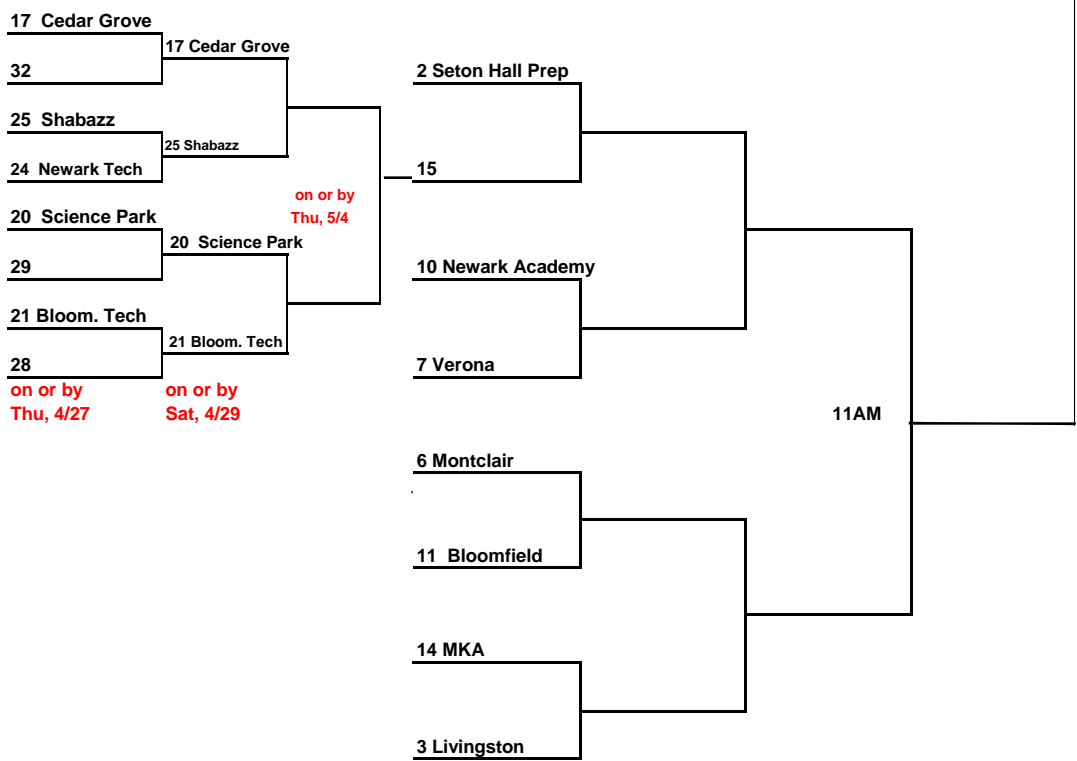 17  Cedar Grove
17 Cedar Grove
32
2 Seton Hall Prep
25  Shabazz
25 Shabazz
24  Newark Tech
15
on or by
Thu, 5/4
20  Science Park
20  Science Park
29
10 Newark Academy
21 Bloom. Tech
21 Bloom. Tech
28
7 Verona
on or by
Thu, 4/27
on or by
Sat, 4/29
11AM
6 Montclair
11  Bloomfield
14 MKA
3 Livingston